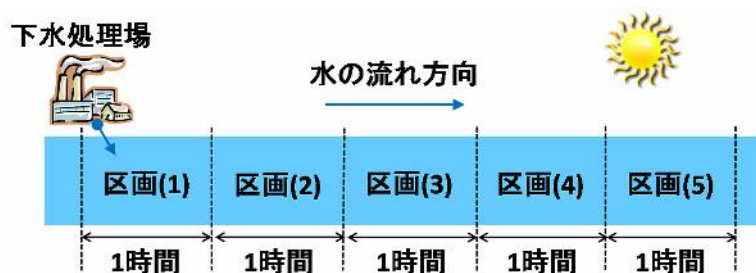 下水処理場
水の流れ方向
区画(1) 区画(2) 区画(3) 区画(4) 区画(5)
1時間 1時間 1時間 1時間 1時間